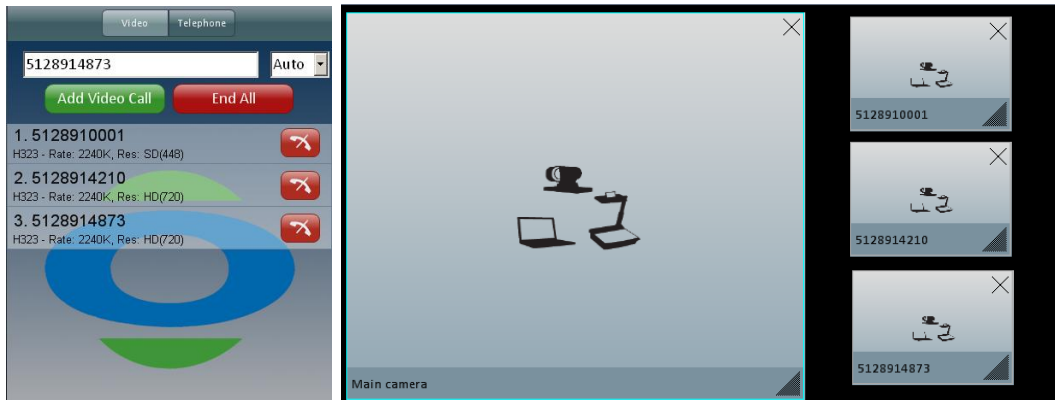 Video Telephone
5128914873 Auto
Add Video Call End All
1. 5128910001
H323 - Rate: 2240K, Res: SD(448)
2. 5128914210
H323 - Rate: 2240K, Res: HD(720)
3. 5128914873
H323 - Rate: 2240K, Res: HD(720)
Main camera
5128910001
5128914210
5128914873